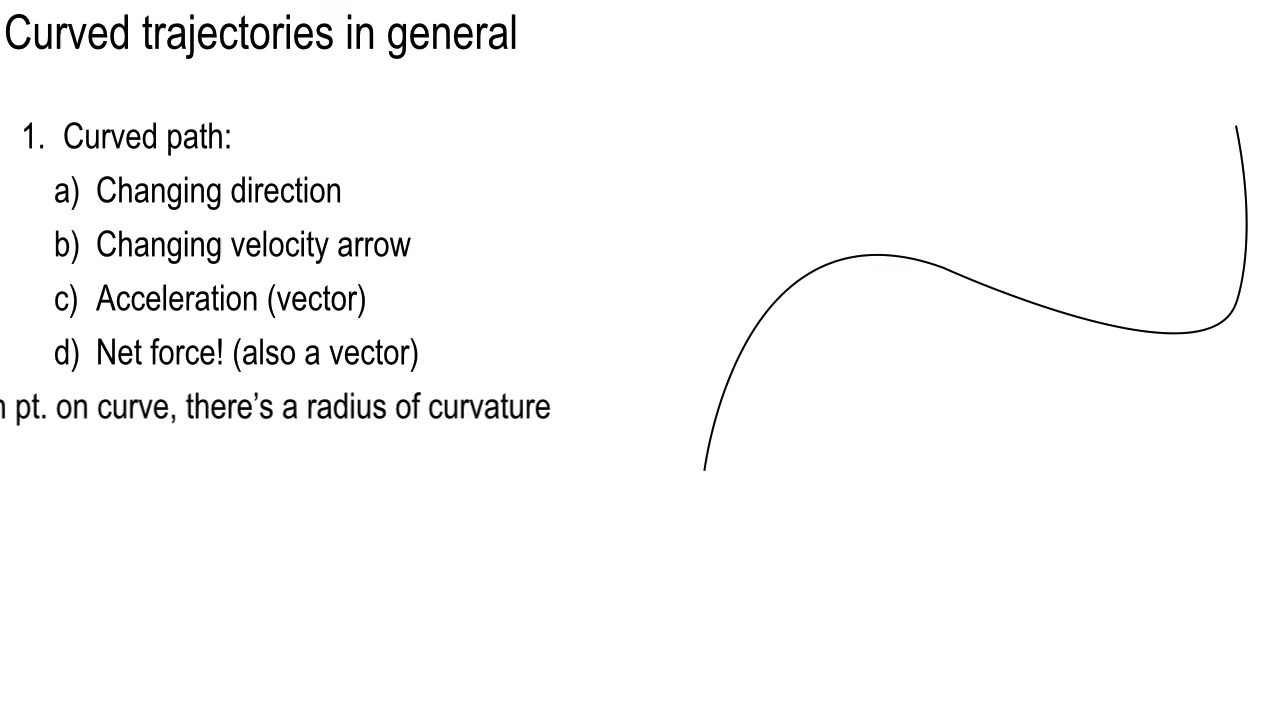 Curved trajectories in general
1. Curved path:
a) Changing direction
b) Changing velocity arrow
c) Acceleration (vector)
d) Net force! (also a vector)
pt. on curve, there’s a radius of curvature